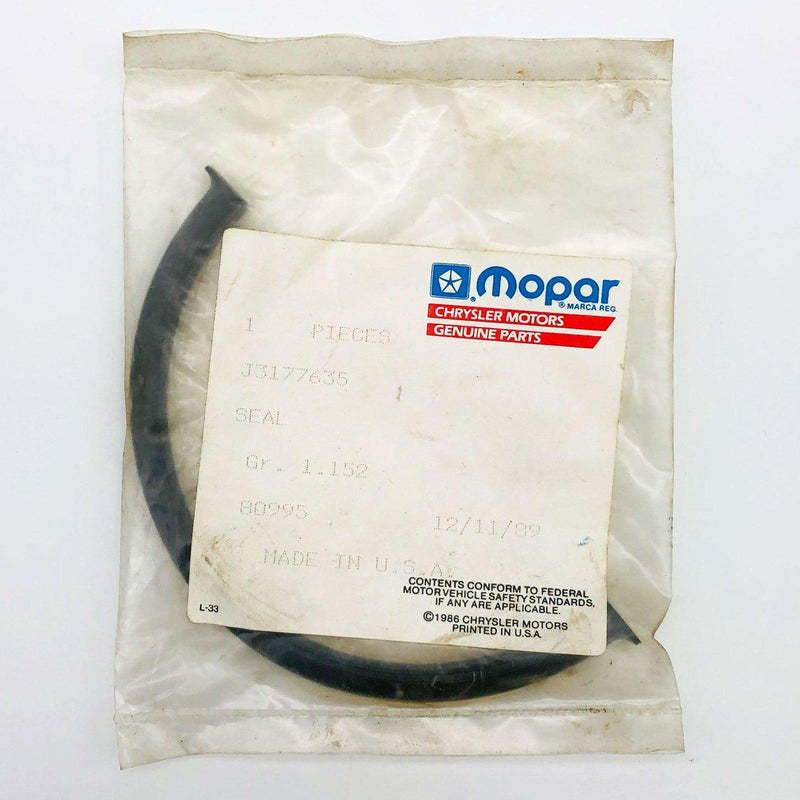 mopar
® MARCA REG.
CHRYSLER MOTORS
GENUINE PARTS
1 PIECES
J3177635
SEAL
Gr. 1.152
80995 12/11/89
MADE IN U.S.A.
CONTENTS CONFORM TO FEDERAL
MOTOR VEHICLE SAFETY STANDARDS,
IF ANY ARE APPLICABLE.
L-33
©1986 CHRYSLER MOTORS
PRINTED IN U.S.A.